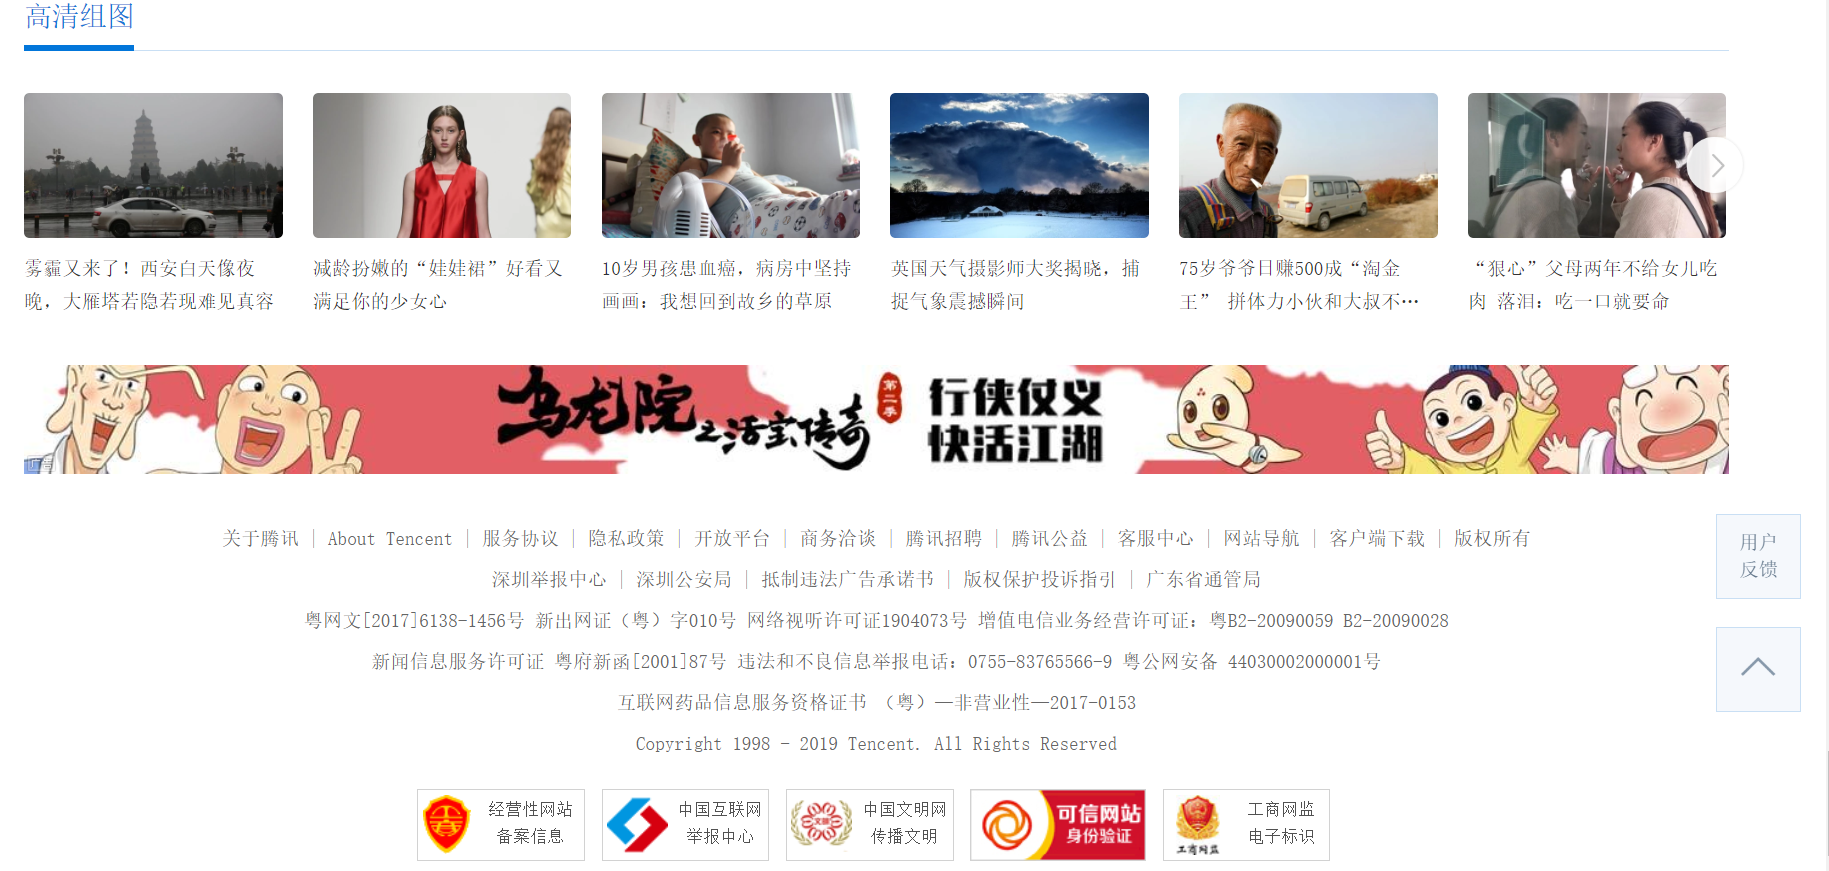 高清组图
雾霾又来了！西安白天像夜
晚，大雁塔若隐若现难见真容
减龄扮嫩的“娃娃裙”好看又
满足你的少女心
10岁男孩患血癌，病房中坚持
画画：我想回到故乡的草原
英国天气摄影师大奖揭晓，捕
捉气象震撼瞬间
75岁爷爷日赚500成“淘金
王” 拼体力小伙和大叔不…
“狠心”父母两年不给女儿吃
肉 落泪：吃一口就要命
乌龙院之活宝传奇
第二季
行侠仗义
快活江湖
广告
关于腾讯 | About Tencent | 服务协议 | 隐私政策 | 开放平台 | 商务洽谈 | 腾讯招聘 | 腾讯公益 | 客服中心 | 网站导航 | 客户端下载 | 版权所有
深圳举报中心 | 深圳公安局 | 抵制违法广告承诺书 | 版权保护投诉指引 | 广东省通管局
粤网文[2017]6138-1456号 新出网证（粤）字010号 网络视听许可证1904073号 增值电信业务经营许可证：粤B2-20090059 B2-20090028
新闻信息服务许可证 粤府新函[2001]87号 违法和不良信息举报电话：0755-83765566-9 粤公网安备 44030002000001号
互联网药品信息服务资格证书 （粤）—非营业性—2017-0153
Copyright 1998 - 2019 Tencent. All Rights Reserved
用户
反馈
经营性网站
备案信息
中国互联网
举报中心
文明
中国文明网
传播文明
可信网站
身份验证
工商网监
工商网监
电子标识